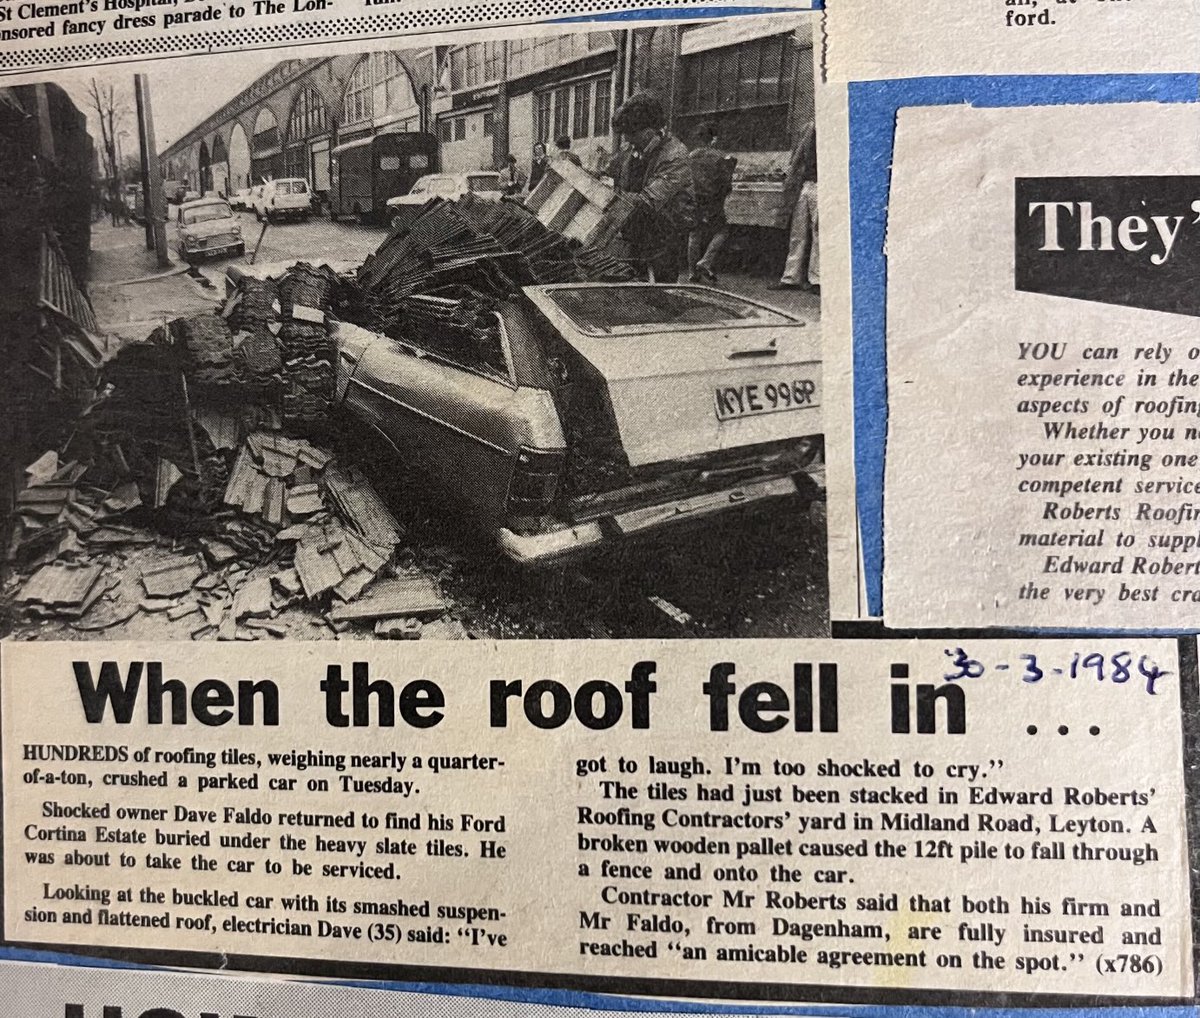 St Clement's Hospital,
nsored fancy dress parade to The Lon-
ford.
KYE 996P
They'
YOU can rely o
experience in the
aspects of roofing
Whether you n
your existing one
competent service
Roberts Roofin
material to suppl
Edward Robert
the very best cra
When the roof fell in ...
30-3-1984
HUNDREDS of roofing tiles, weighing nearly a quarter-
of-a-ton, crushed a parked car on Tuesday.
Shocked owner Dave Faldo returned to find his Ford
Cortina Estate buried under the heavy slate tiles. He
was about to take the car to be serviced.
Looking at the buckled car with its smashed suspen-
sion and flattened roof, electrician Dave (35) said: "I've
got to laugh. I'm too shocked to cry."
The tiles had just been stacked in Edward Roberts'
Roofing Contractors' yard in Midland Road, Leyton. A
broken wooden pallet caused the 12ft pile to fall through
a fence and onto the car.
Contractor Mr Roberts said that both his firm and
Mr Faldo, from Dagenham, are fully insured and
reached "an amicable agreement on the spot." (x786)